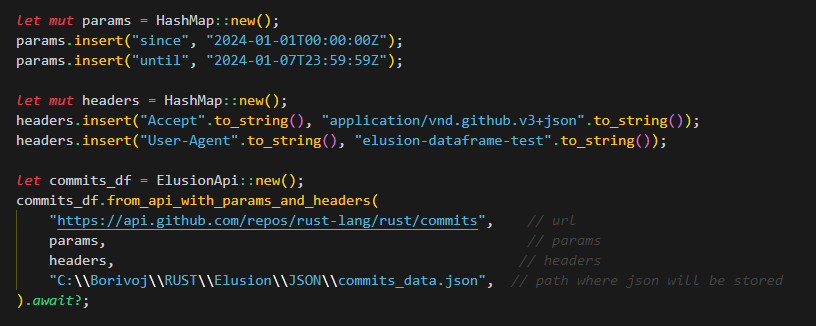 let mut params = HashMap::new();
params.insert("since", "2024-01-01T00:00:00Z");
params.insert("until", "2024-01-07T23:59:59Z");
let mut headers = HashMap::new();
headers.insert("Accept".to_string(), "application/vnd.github.v3+json".to_string());
headers.insert("User-Agent".to_string(), "elusion-dataframe-test".to_string());
let commits_df = ElusionApi::new();
commits_df.from_api_with_params_and_headers(
    "https://api.github.com/repos/rust-lang/rust/commits",    // url
    params,                                                   // params
    headers,                                                 // headers
    "C:\\Borivoj\\RUST\\Elusion\\JSON\\commits_data.json",  // path where json will be stored
).await?;